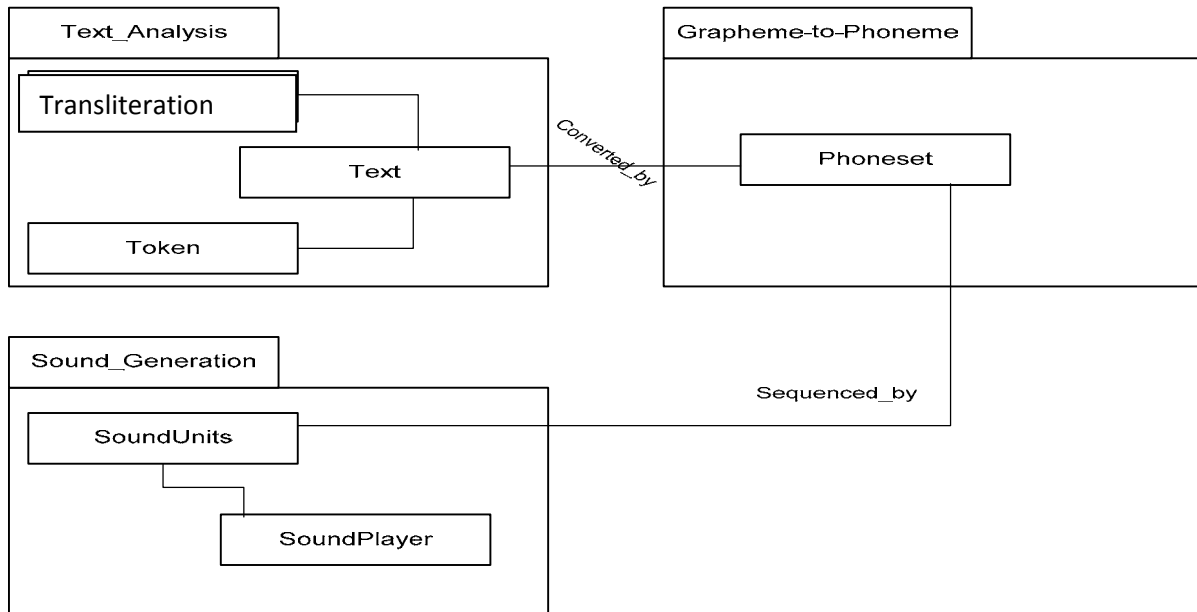 Text_Analysis
Grapheme-to-Phoneme
Transliteration
Converted_by
Text
Phoneset
Token
Sound_Generation
Sequenced_by
SoundUnits
SoundPlayer